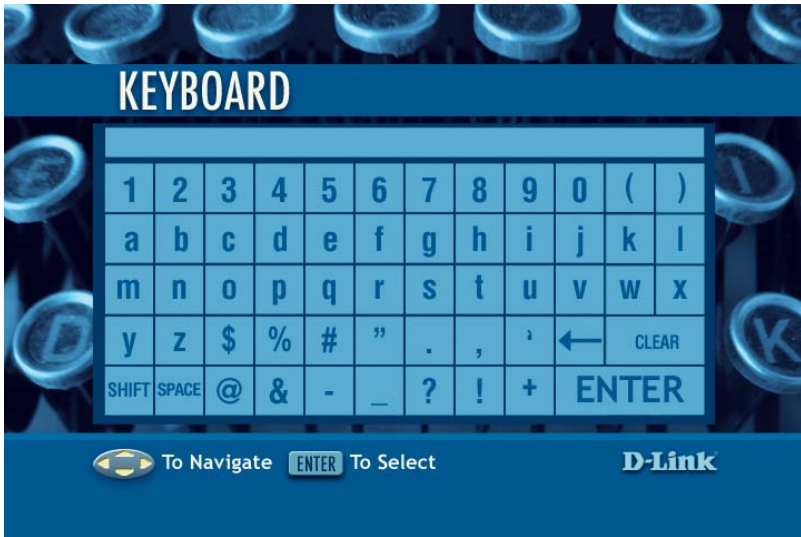 KEYBOARD
1 2 3 4 5 6 7 8 9 0 ( )
a b c d e f g h i j k l
m n o p q r s t u v w x
y z $ % # ” . , ‛ ← CLEAR
SHIFT SPACE @ & - _ ? ! + ENTER
To Navigate ENTER To Select D-Link
I
D K